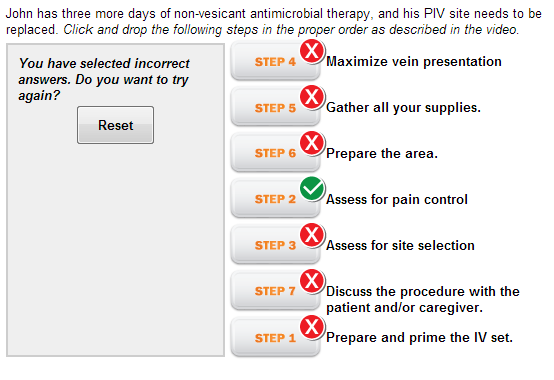 John has three more days of non-vesicant antimicrobial therapy, and his PIV site needs to be
replaced. Click and drop the following steps in the proper order as described in the video.
You have selected incorrect
answers. Do you want to try
again?
Reset
STEP 4 X Maximize vein presentation
STEP 5 X Gather all your supplies.
STEP 6 X Prepare the area.
STEP 2 Assess for pain control
STEP 3 X Assess for site selection
STEP 7 X Discuss the procedure with the
patient and/or caregiver.
STEP 1 X Prepare and prime the IV set.